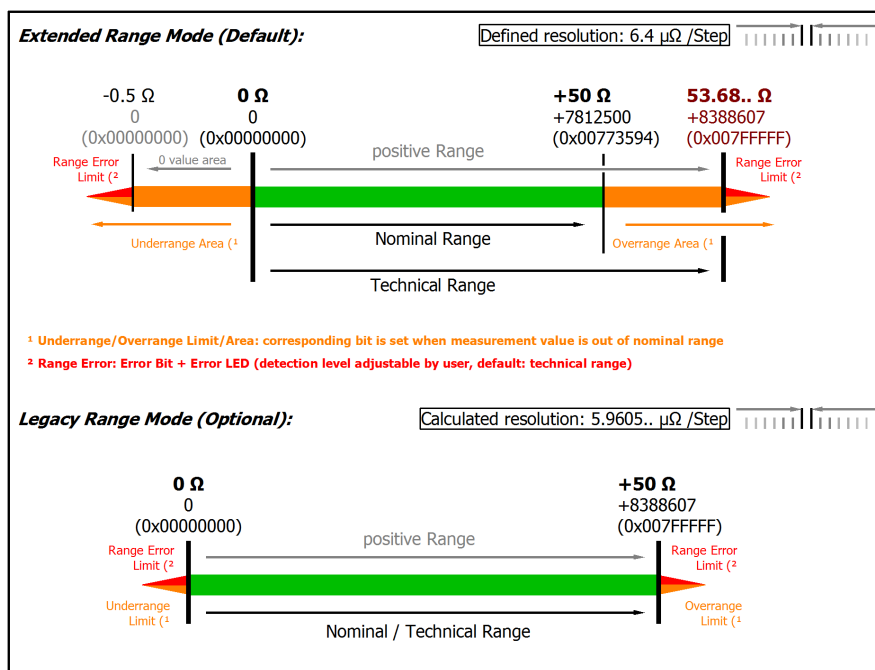 Extended Range Mode (Default):
Defined resolution: 6.4 µΩ /Step
-0.5 Ω
0
(0x00000000)
0 Ω
0
(0x00000000)
+50 Ω
+7812500
(0x00773594)
53.68.. Ω
+8388607
(0x007FFFFF)
Range Error
Limit (²
0 value area
positive Range
Range Error
Limit (²
Underrange Area (¹
Nominal Range
Overrange Area (¹
Technical Range
¹ Underrange/Overrange Limit/Area: corresponding bit is set when measurement value is out of nominal range
² Range Error: Error Bit + Error LED (detection level adjustable by user, default: technical range)
Legacy Range Mode (Optional):
Calculated resolution: 5.9605.. µΩ /Step
0 Ω
0
(0x00000000)
+50 Ω
+8388607
(0x007FFFFF)
Range Error
Limit (²
positive Range
Range Error
Limit (²
Underrange
Limit (¹
Nominal / Technical Range
Overrange
Limit (¹